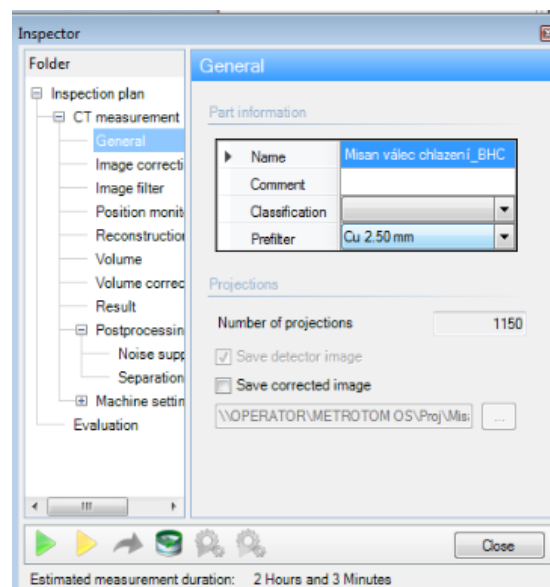 Inspector
Folder
Inspection plan
CT measurement
General
Image correcti
Image filter
Position monit
Reconstruction
Volume
Volume correc
Result
Postprocessin
Noise supp
Separation
Machine settin
Evaluation
General
Part information
Name Misan válec chlazení_BHC
Comment
Classification
Prefilter Cu 2.50 mm
Projections
Number of projections 1150
Save detector image
Save corrected image
\\OPERATOR\METROTOM OS\Proj\Misa
...
Close
Estimated measurement duration: 2 Hours and 3 Minutes